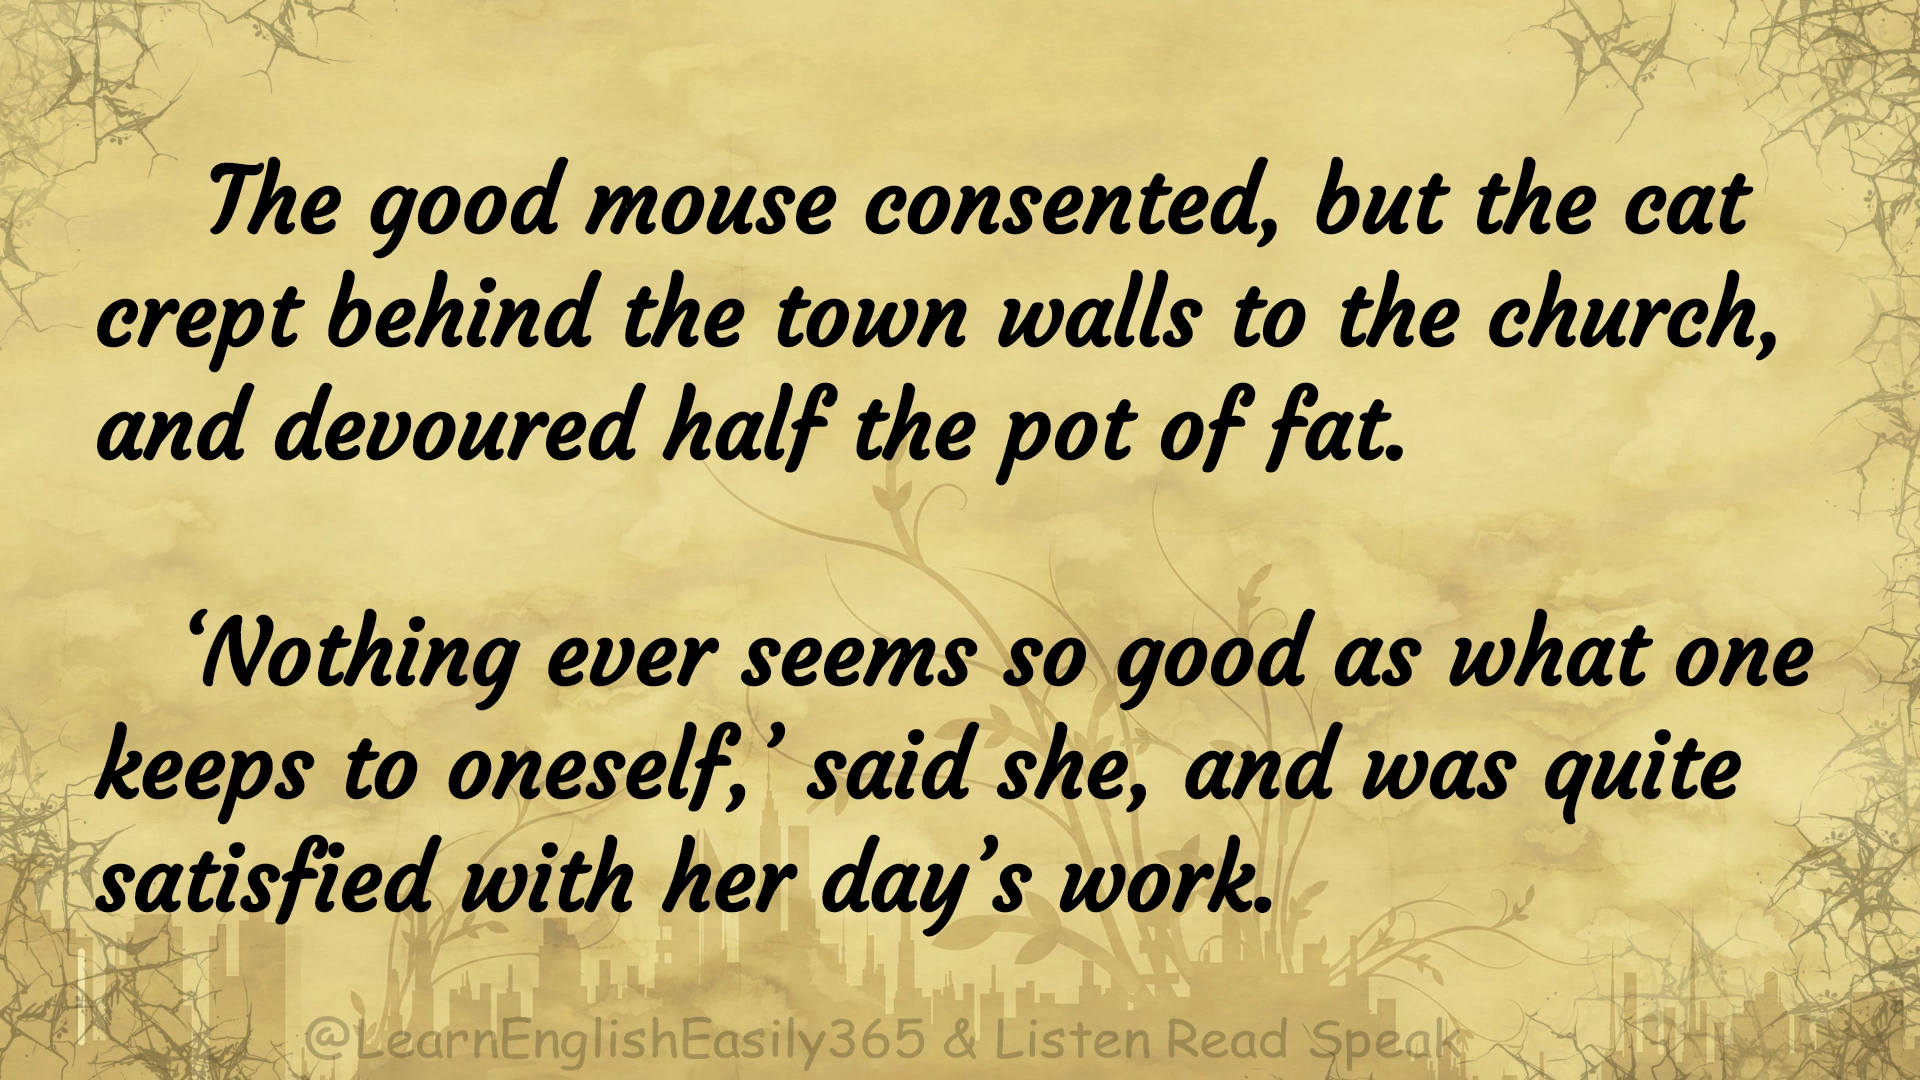 The good mouse consented, but the cat
crept behind the town walls to the church,
and devoured half the pot of fat.
‘Nothing ever seems so good as what one
keeps to oneself,’ said she, and was quite
satisfied with her day’s work.
@LearnEnglishEasily365 & Listen Read Speak